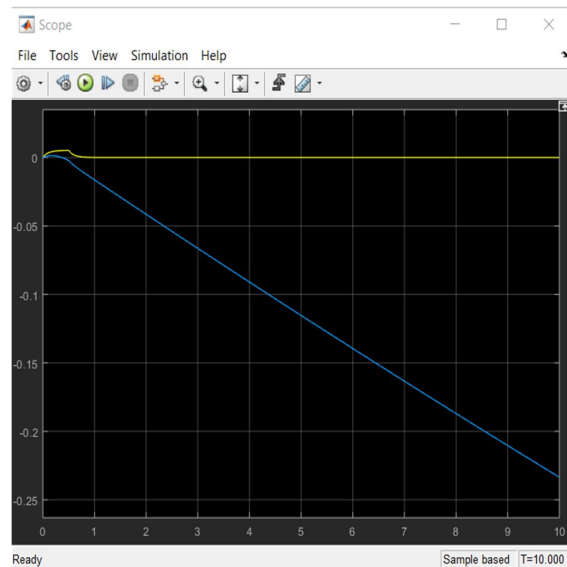 Scope
File Tools View Simulation Help
0
-0.05
-0.1
-0.15
-0.2
-0.25
0 1 2 3 4 5 6 7 8 9 10
Ready Sample based T=10.000